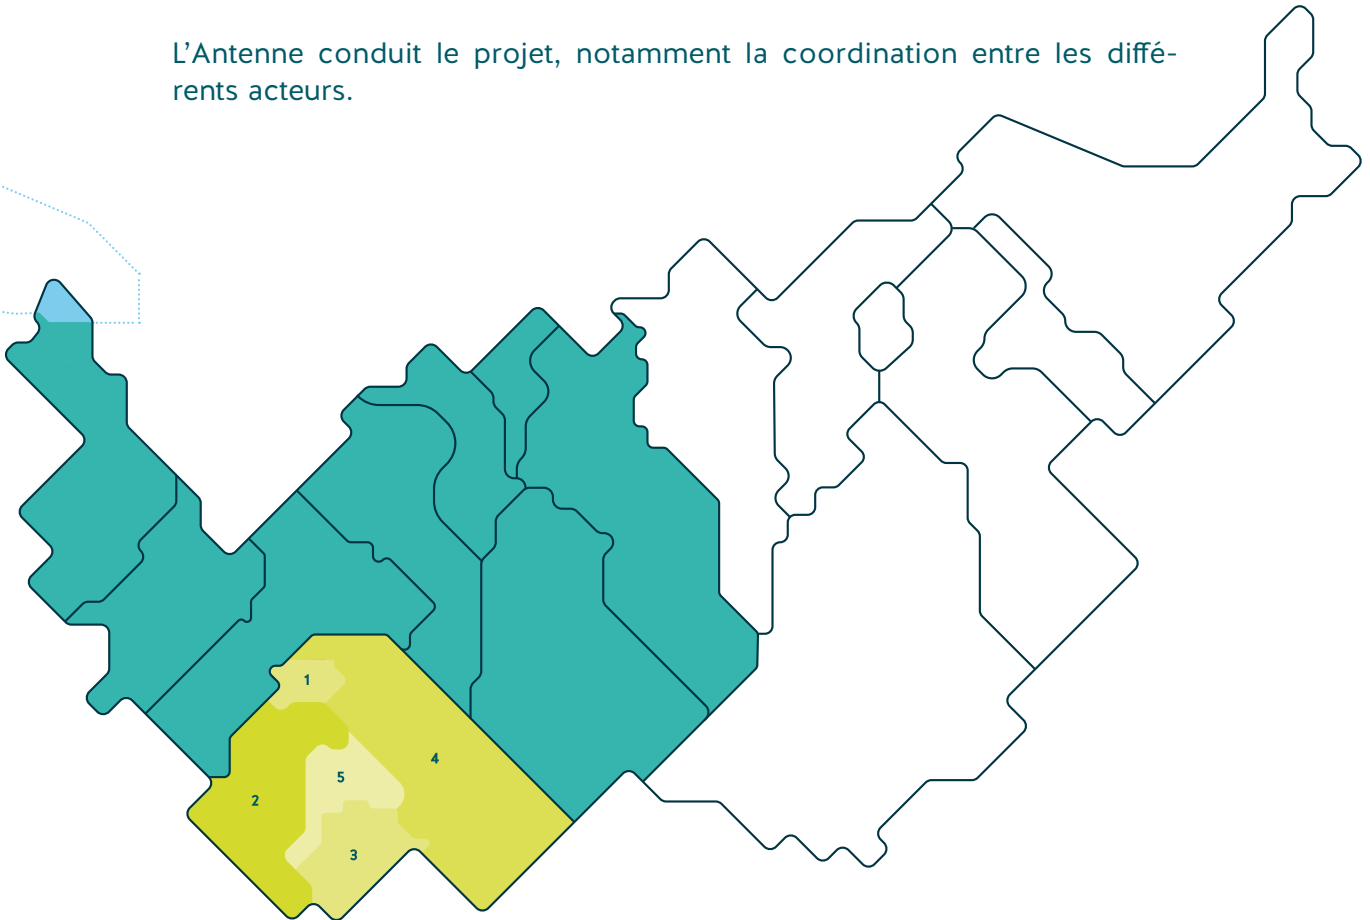 L'Antenne conduit le projet, notamment la coordination entre les diffé-
rents acteurs.
1
4
5
2
3